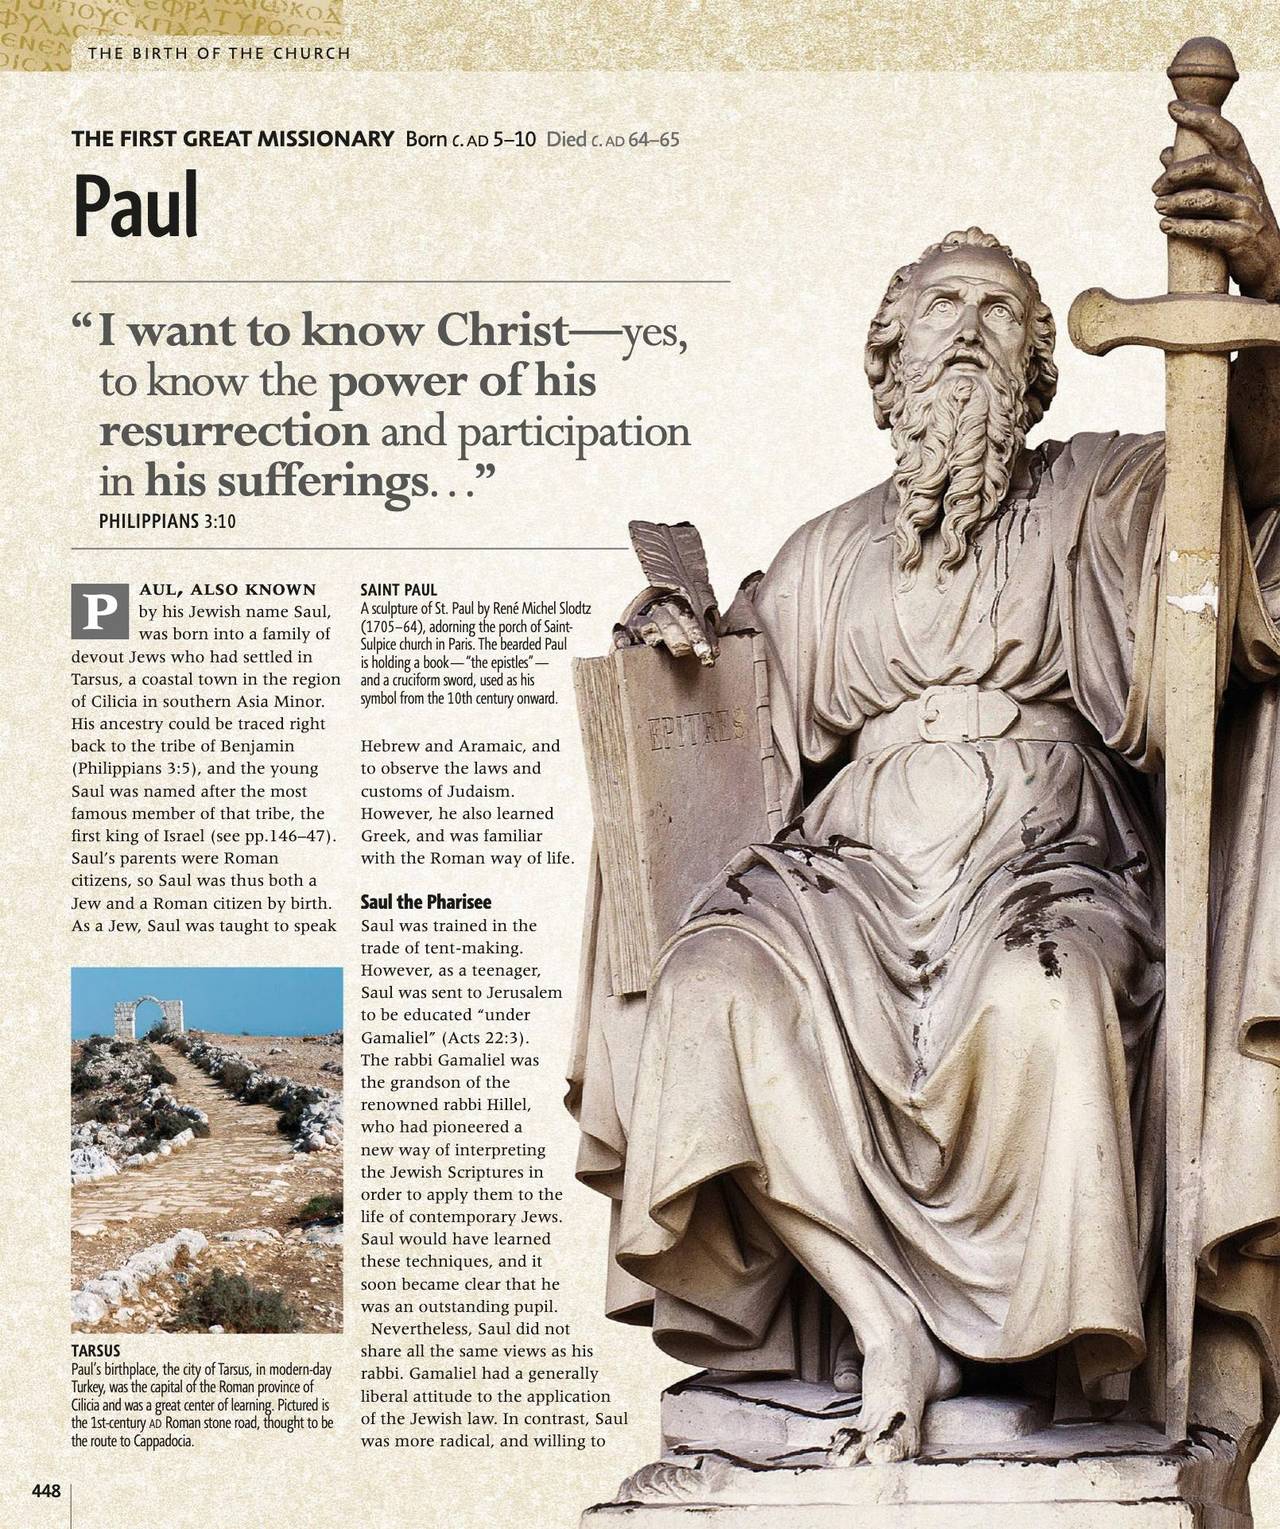 THE BIRTH OF THE CHURCH
THE FIRST GREAT MISSIONARY Born c. AD 5–10 Died c. AD 64–65
Paul
“I want to know Christ—yes,
to know the power of his
resurrection and participation
in his sufferings…”
PHILIPPIANS 3:10
PAUL, ALSO KNOWN
by his Jewish name Saul,
was born into a family of
devout Jews who had settled in
Tarsus, a coastal town in the region
of Cilicia in southern Asia Minor.
His ancestry could be traced right
back to the tribe of Benjamin
(Philippians 3:5), and the young
Saul was named after the most
famous member of that tribe, the
first king of Israel (see pp.146–47).
Saul’s parents were Roman
citizens, so Saul was thus both a
Jew and a Roman citizen by birth.
As a Jew, Saul was taught to speak
TARSUS
Paul’s birthplace, the city of Tarsus, in modern-day
Turkey, was the capital of the Roman province of
Cilicia and was a great center of learning. Pictured is
the 1st-century AD Roman stone road, thought to be
the route to Cappadocia.
SAINT PAUL
A sculpture of St. Paul by René Michel Slodtz
(1705–64), adorning the porch of Saint-
Sulpice church in Paris. The bearded Paul
is holding a book—“the epistles”—
and a cruciform sword, used as his
symbol from the 10th century onward.
Hebrew and Aramaic, and
to observe the laws and
customs of Judaism.
However, he also learned
Greek, and was familiar
with the Roman way of life.
Saul the Pharisee
Saul was trained in the
trade of tent-making.
However, as a teenager,
Saul was sent to Jerusalem
to be educated “under
Gamaliel” (Acts 22:3).
The rabbi Gamaliel was
the grandson of the
renowned rabbi Hillel,
who had pioneered a
new way of interpreting
the Jewish Scriptures in
order to apply them to the
life of contemporary Jews.
Saul would have learned
these techniques, and it
soon became clear that he
was an outstanding pupil.
Nevertheless, Saul did not
share all the same views as his
rabbi. Gamaliel had a generally
liberal attitude to the application
of the Jewish law. In contrast, Saul
was more radical, and willing to
EPITRES
448